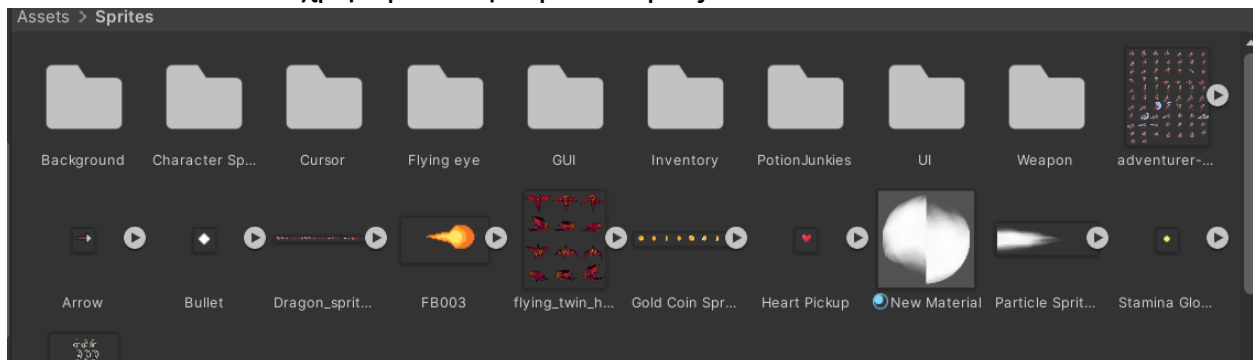 Assets > Sprites
Background Character Sp... Cursor Flying eye GUI Inventory PotionJunkies UI Weapon adventurer-...
Arrow Bullet Dragon_sprit... FB003 flying_twin_h... Gold Coin Spr... Heart Pickup New Material Particle Sprit... Stamina Glo...